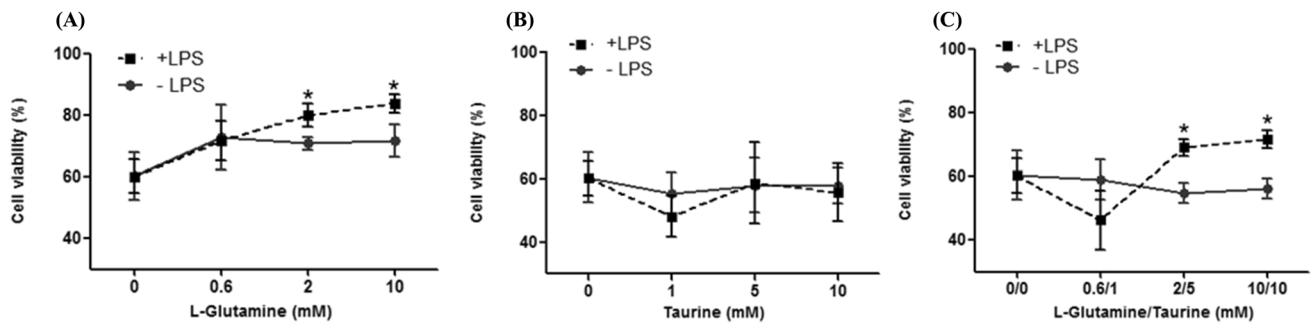 (A)
+LPS
- LPS
100
80
60
40
Cell viability (%)
* *
0 0.6 2 10
L-Glutamine (mM)
(B)
+LPS
- LPS
100
80
60
40
Cell viability (%)
0 1 5 10
Taurine (mM)
(C)
+LPS
- LPS
100
80
60
40
Cell viability (%)
* *
0/0 0.6/1 2/5 10/10
L-Glutamine/Taurine (mM)